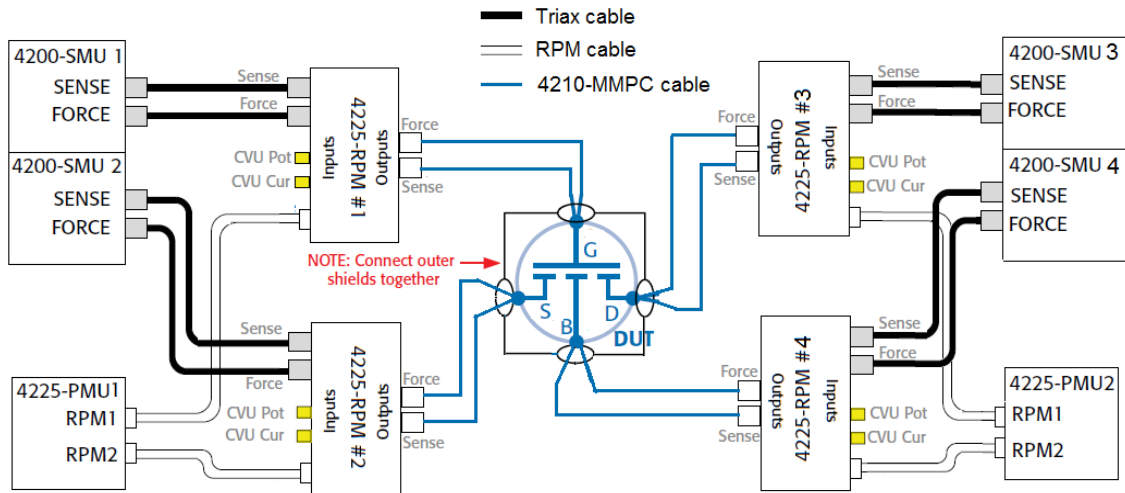 Triax cable
RPM cable
4210-MMPC cable
4200-SMU 1
SENSE
FORCE
4200-SMU 2
SENSE
FORCE
4225-PMU1
RPM1
RPM2
Sense
Force
CVU Pot
CVU Cur
Inputs
4225-RPM #1
Outputs
Force
Sense
Sense
Force
CVU Pot
CVU Cur
Inputs
4225-RPM #2
Outputs
Force
Sense
NOTE: Connect outer
shields together
G
S
D
B
DUT
Force
Sense
Outputs
4225-RPM #3
Inputs
Sense
Force
CVU Pot
CVU Cur
Force
Sense
Outputs
4225-RPM #4
Inputs
Sense
Force
CVU Pot
CVU Cur
4200-SMU 3
SENSE
FORCE
4200-SMU 4
SENSE
FORCE
4225-PMU2
RPM1
RPM2